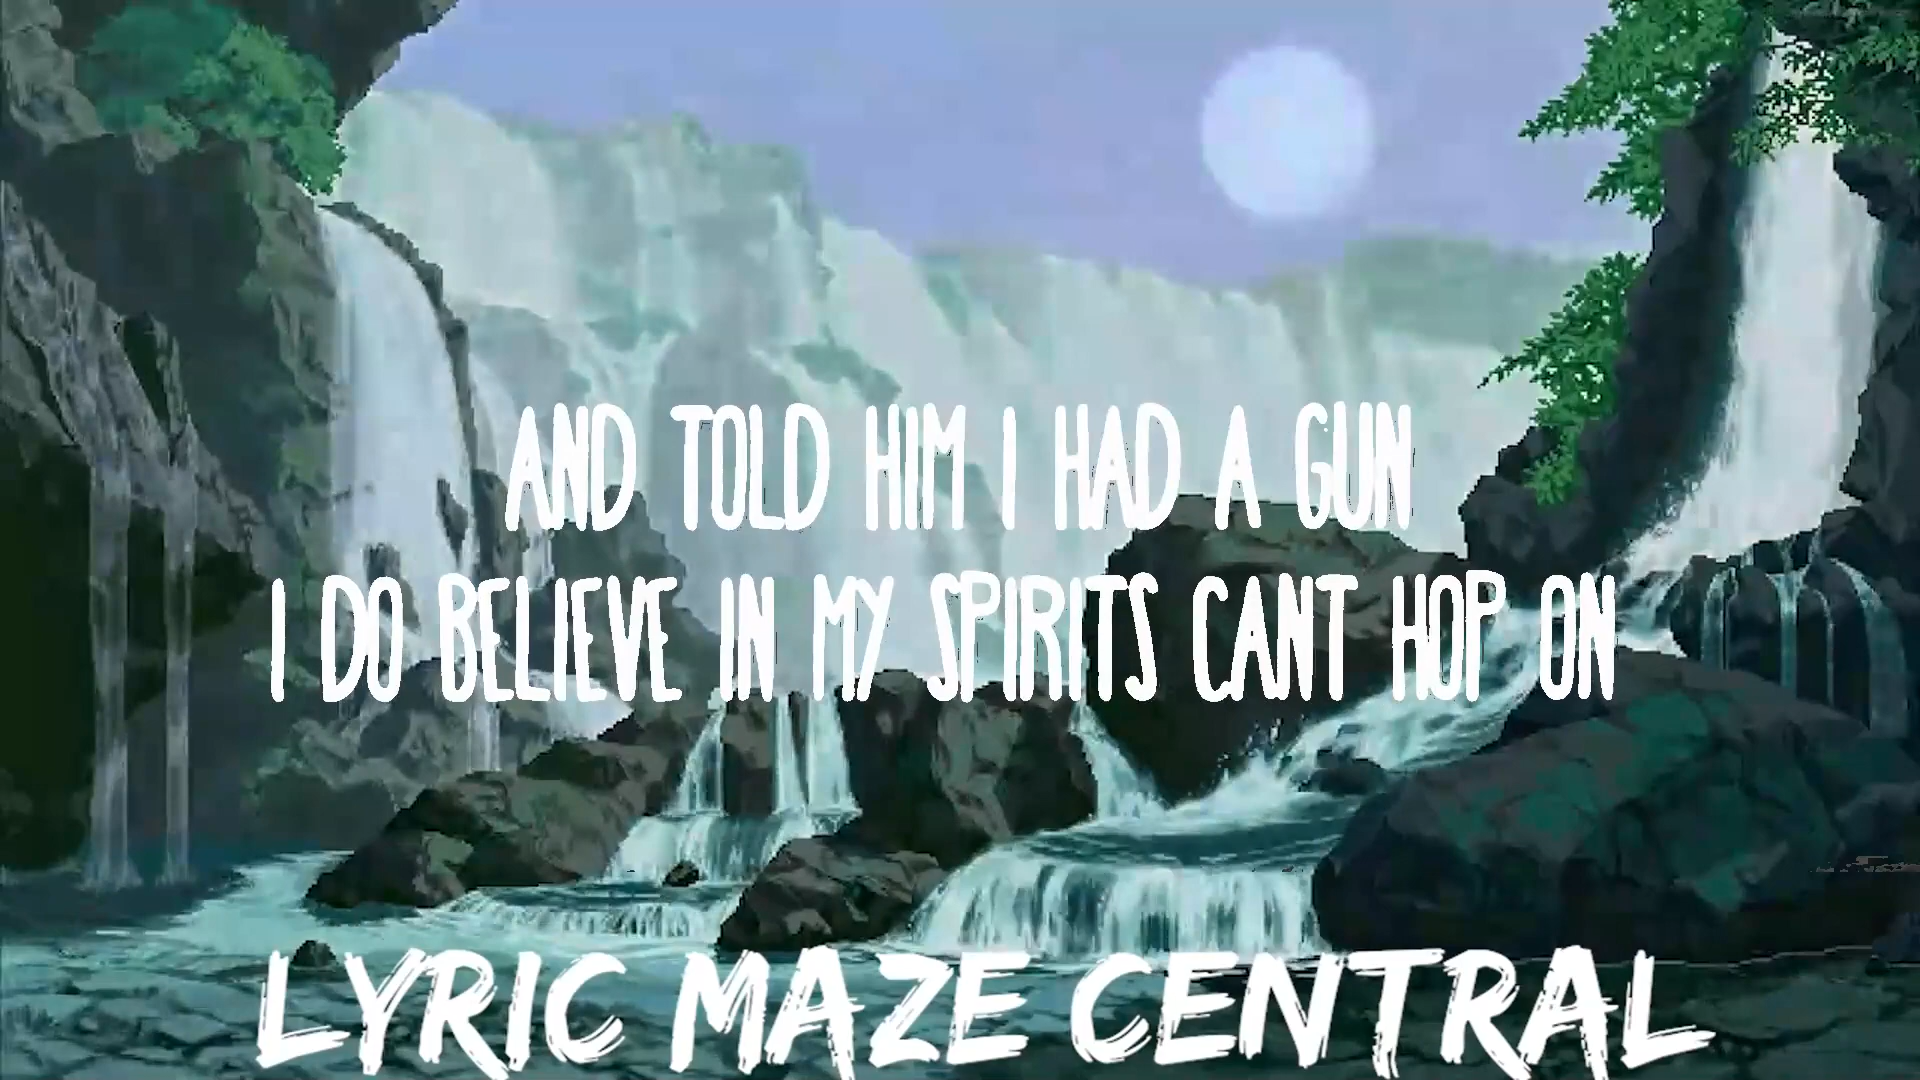 AND TOLD HIM I HAD A GUN
I DO BELIEVE IN MY SPIRITS CANT HOP ON
LYRIC MAZE CENTRAL